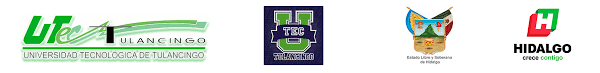 UTec TULANCINGO
UNIVERSIDAD TECNOLÓGICA DE TULANCINGO
U
TEC
TULANCINGO
Estado Libre y Soberano
de Hidalgo
H
HIDALGO
crece contigo